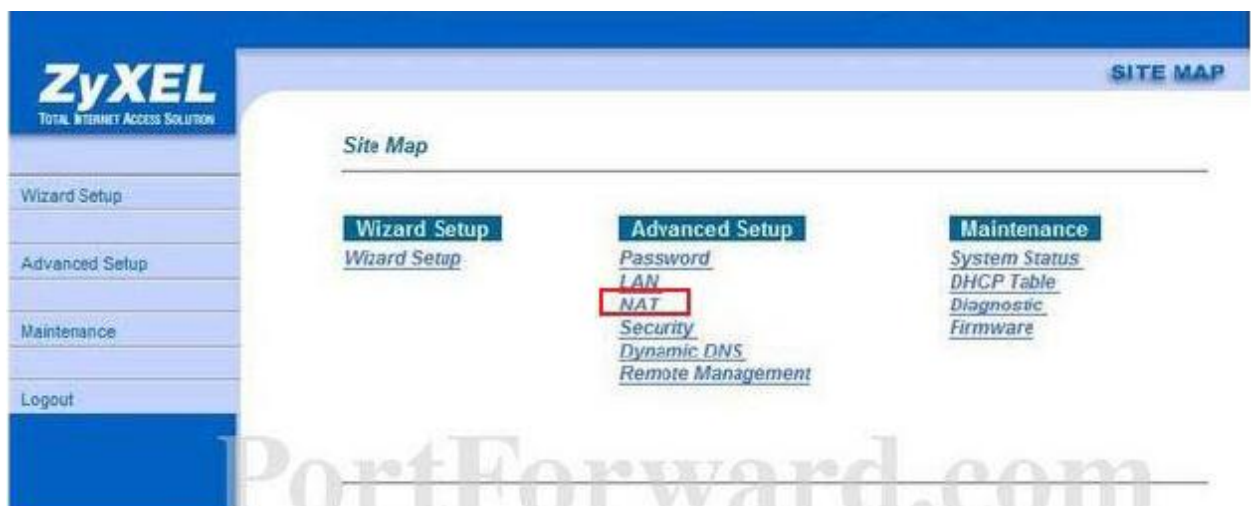 ZyXEL
TOTAL INTERNET ACCESS SOLUTION
SITE MAP
Wizard Setup
Advanced Setup
Maintenance
Logout
Site Map
Wizard Setup
Wizard Setup
Advanced Setup
Password
LAN
NAT
Security
Dynamic DNS
Remote Management
Maintenance
System Status
DHCP Table
Diagnostic
Firmware
PortForward.com